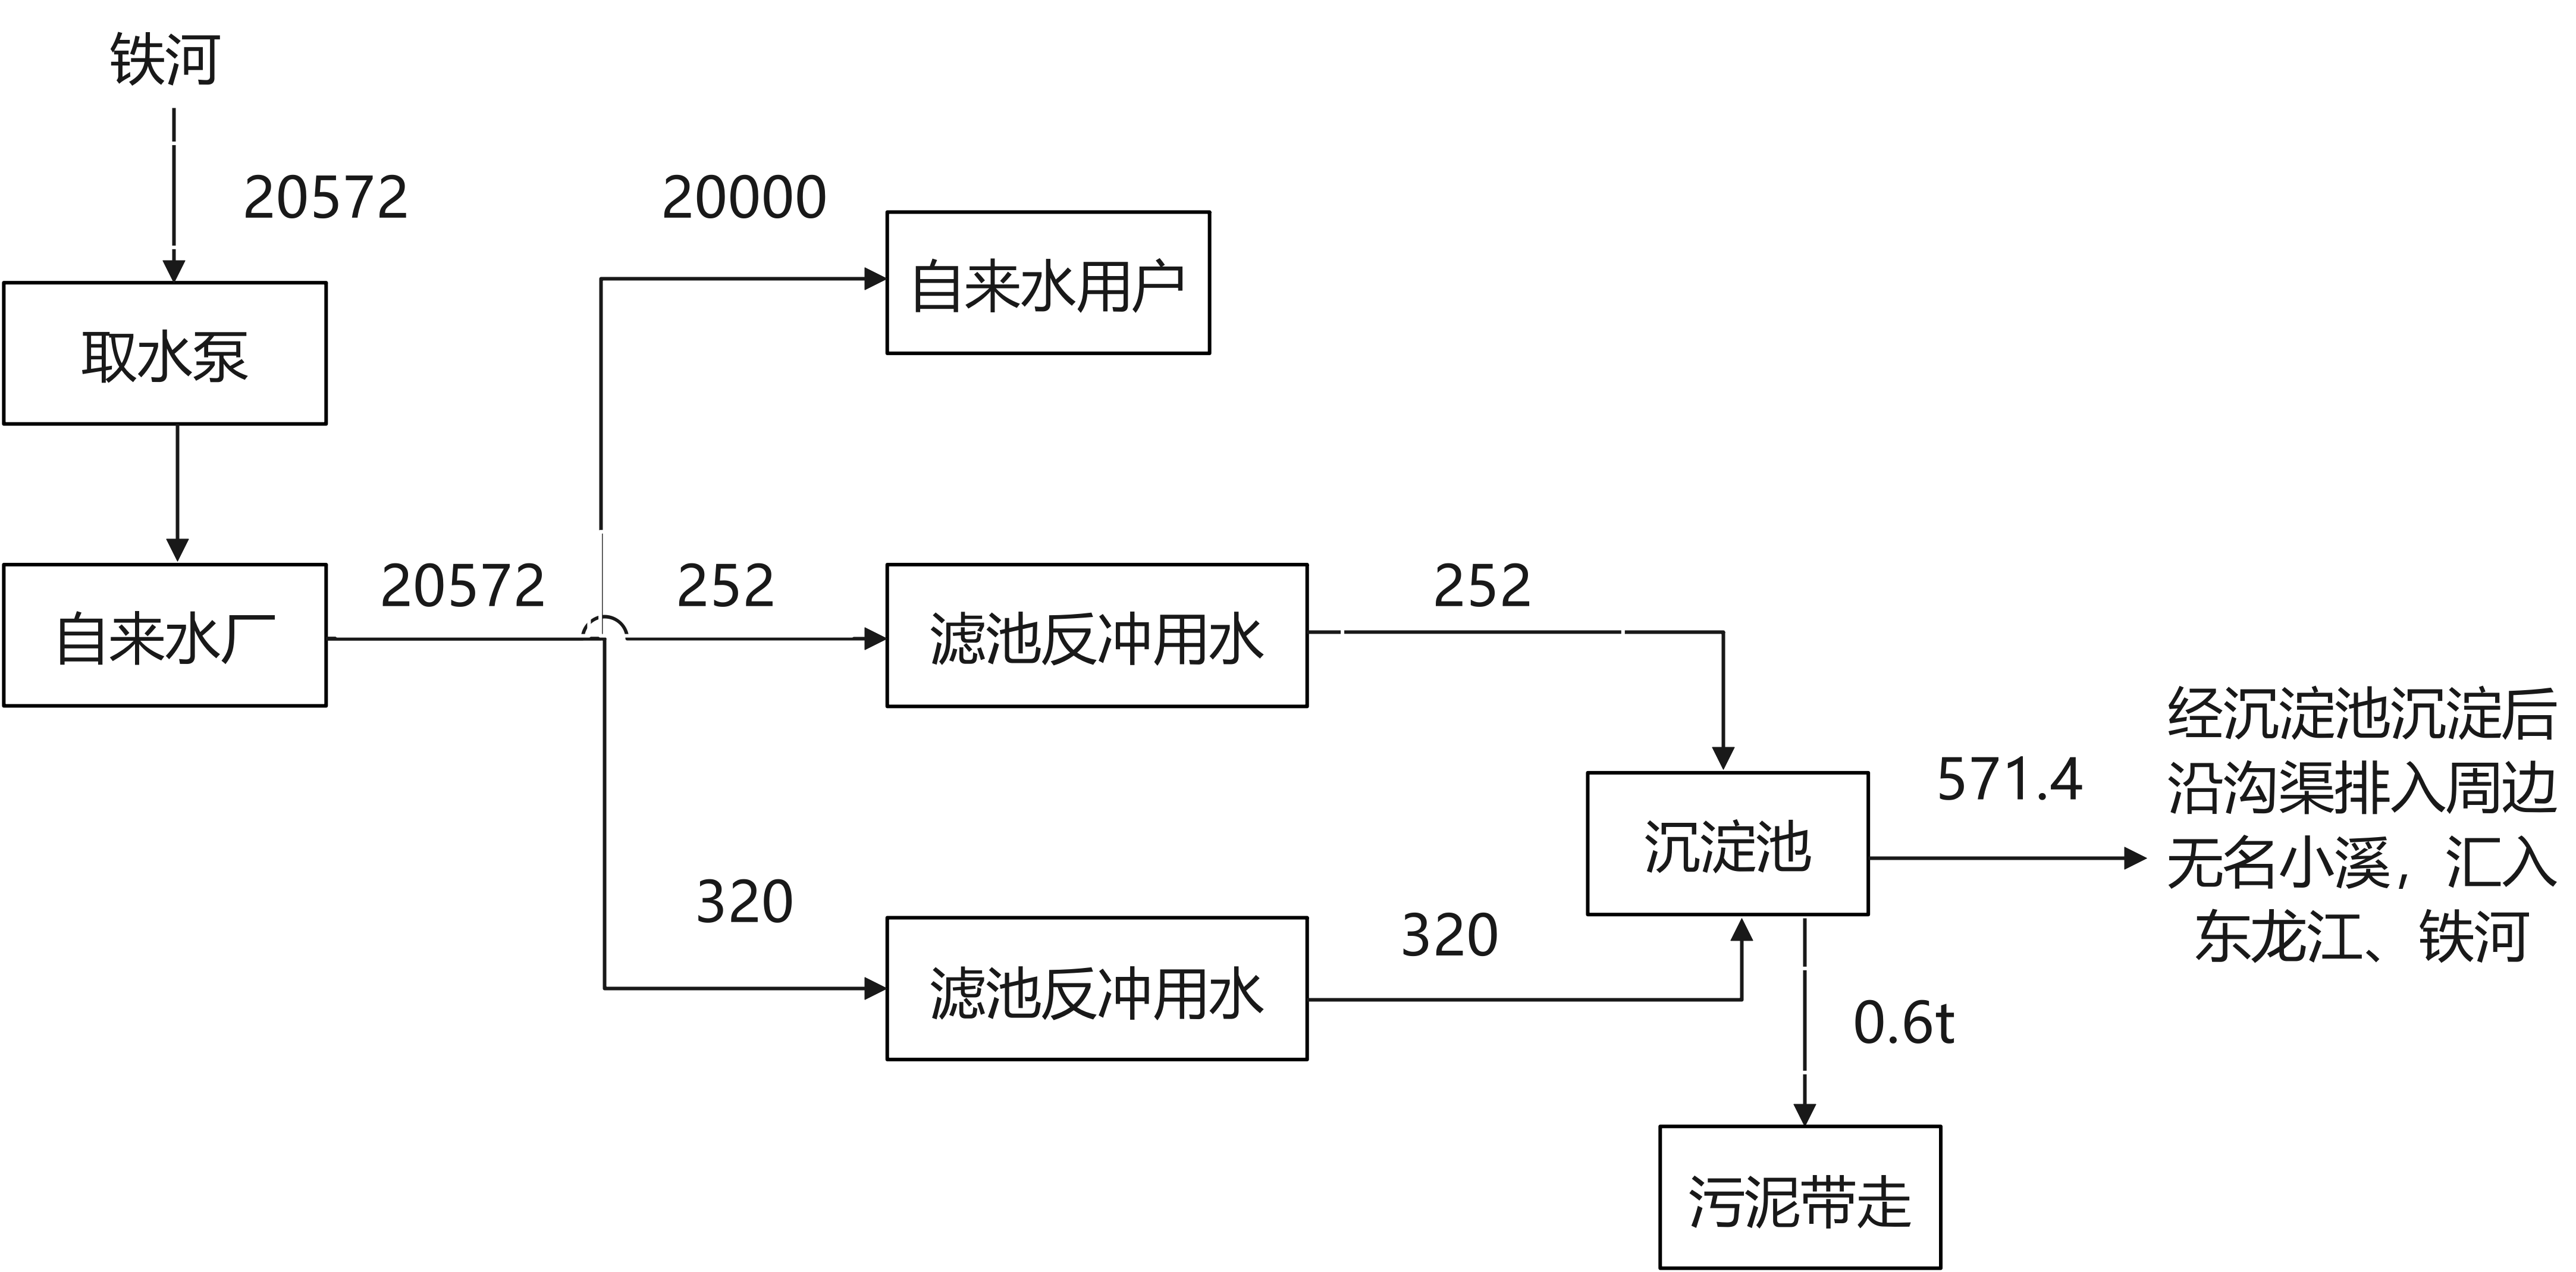 铁河
20572
20000
自来水用户
取水泵
20572
252
252
自来水厂
滤池反冲用水
经沉淀池沉淀后
沿沟渠排入周边
无名小溪，汇入
东龙江、铁河
571.4
沉淀池
320
320
滤池反冲用水
0.6t
污泥带走